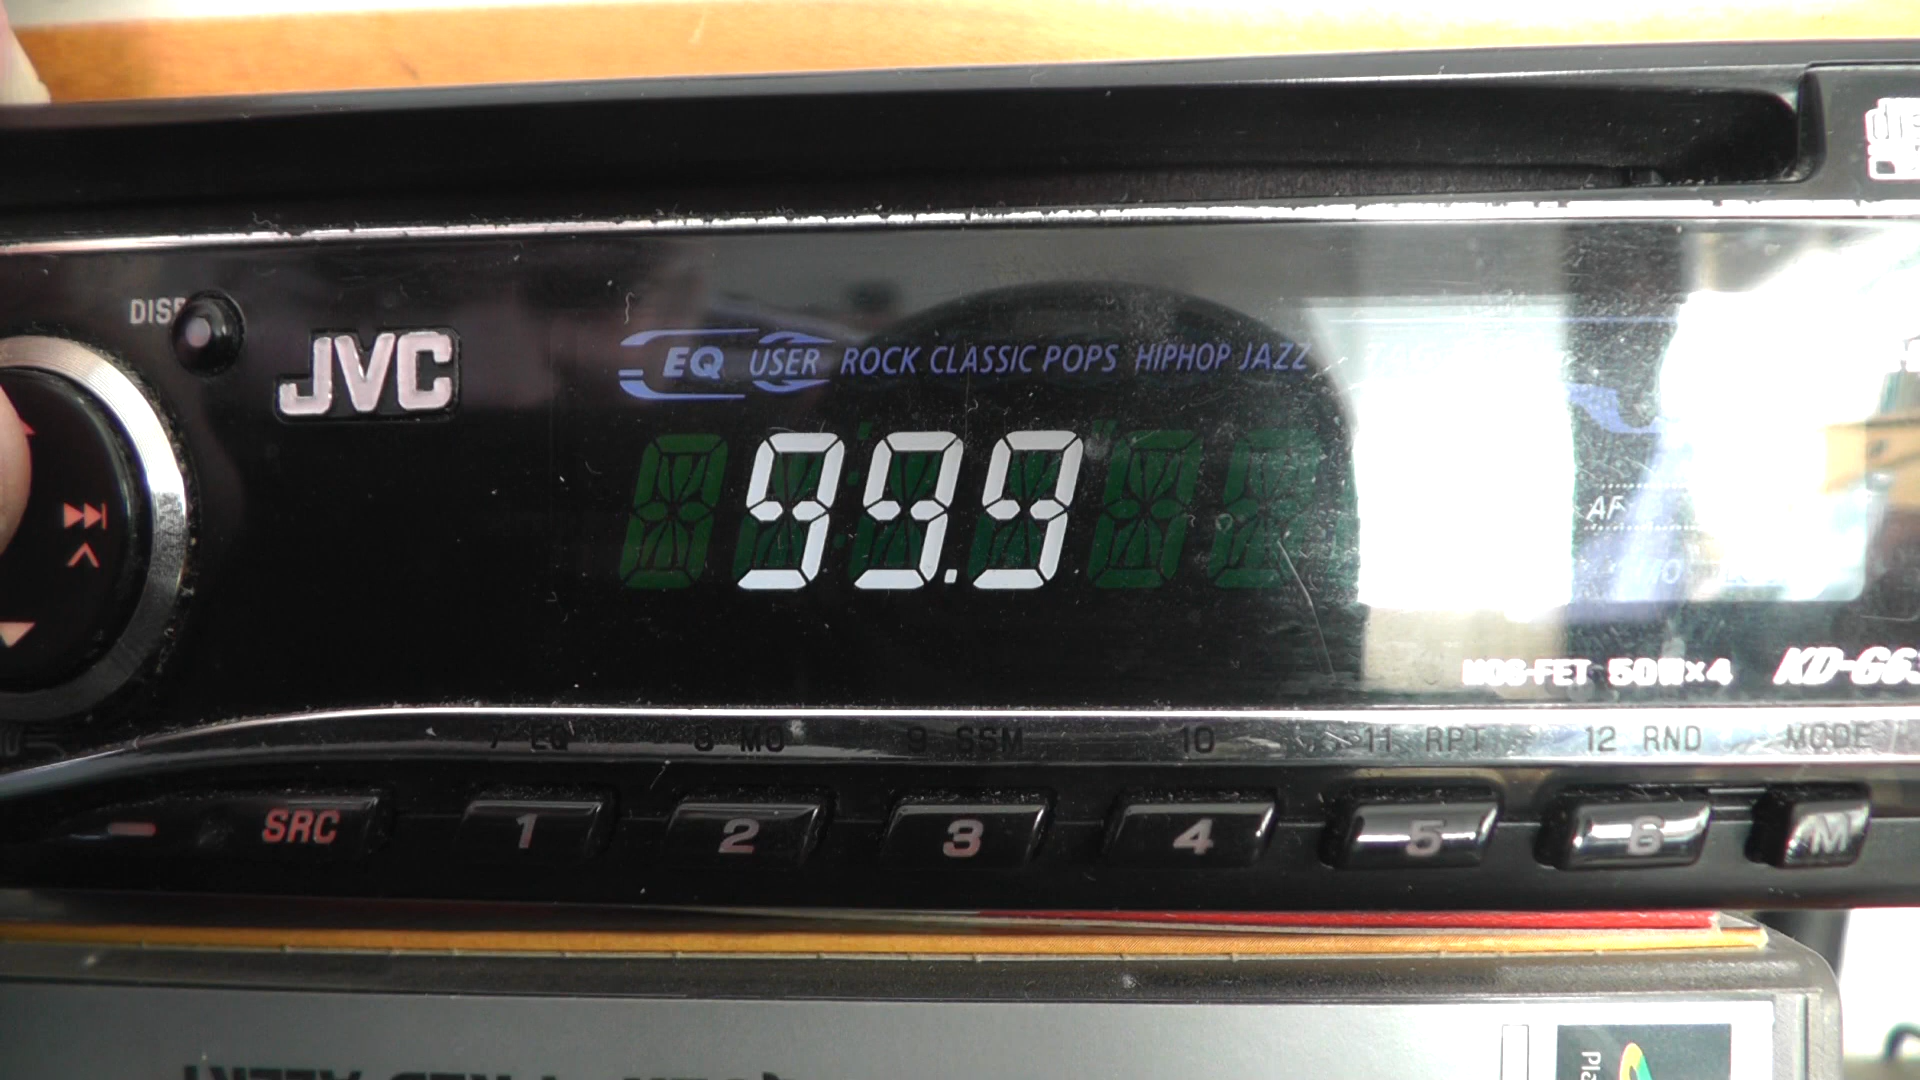 DISP
JVC
EQ USER ROCK CLASSIC POPS HIPHOP JAZZ
99.9
AF
MOS-FET 50W×4
7 EQ 8 MO 9 SSM 10 11 RPT 12 RND MODE
SRC 1 2 3 4 5 6 M